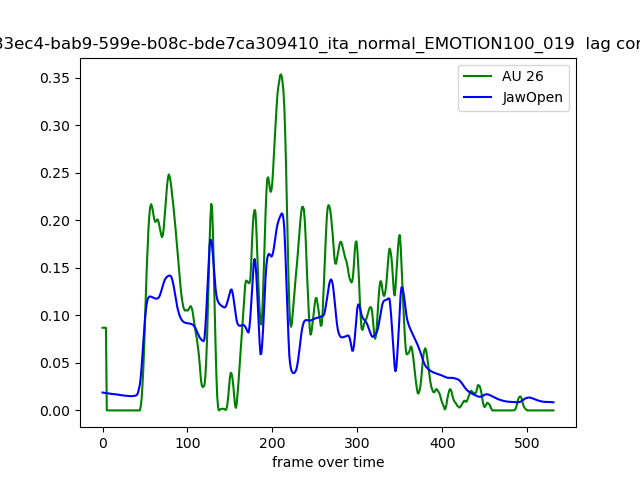 33ec4-bab9-599e-b08c-bde7ca309410_ita_normal_EMOTION100_019 lag cor
AU 26
JawOpen
0.35
0.30
0.25
0.20
0.15
0.10
0.05
0.00
0 100 200 300 400 500
frame over time